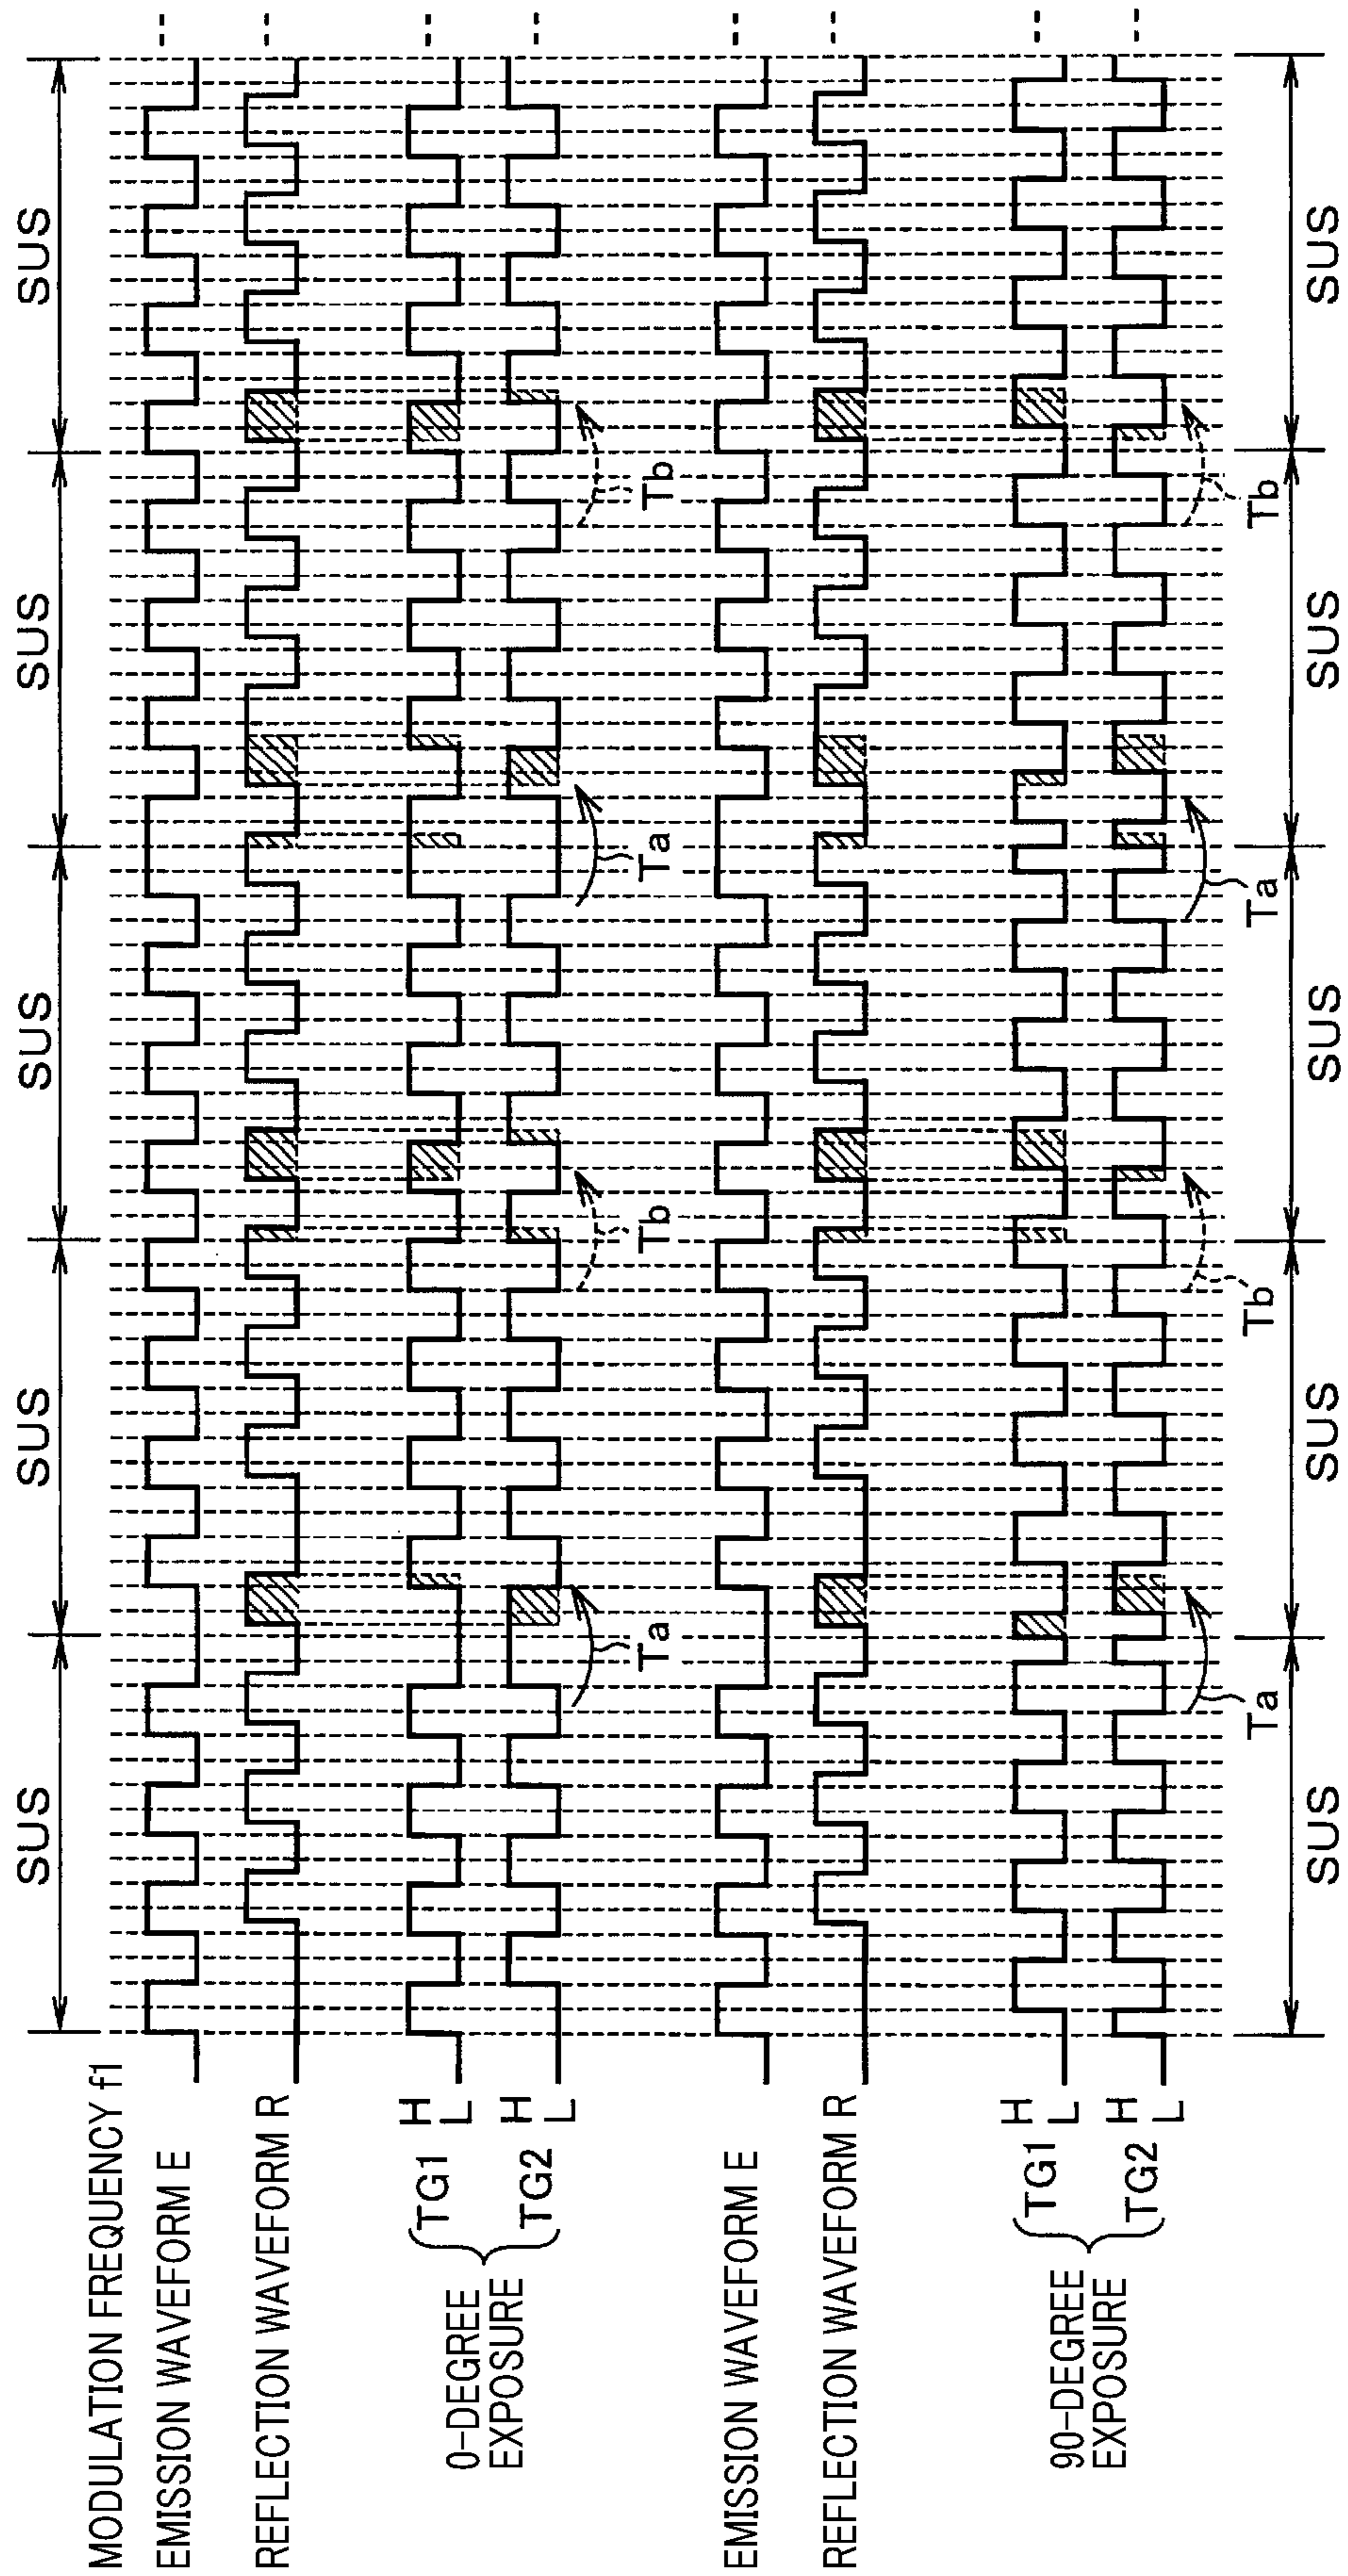 SUS SUS SUS SUS SUS
MODULATION FREQUENCY f1
EMISSION WAVEFORM E
REFLECTION WAVEFORM R
0-DEGREE
EXPOSURE
TG1 H
L
TG2 H
L
Ta Tb Ta Tb
EMISSION WAVEFORM E
REFLECTION WAVEFORM R
90-DEGREE
EXPOSURE
TG1 H
L
TG2 H
L
Ta Tb Ta Tb
SUS SUS SUS SUS SUS